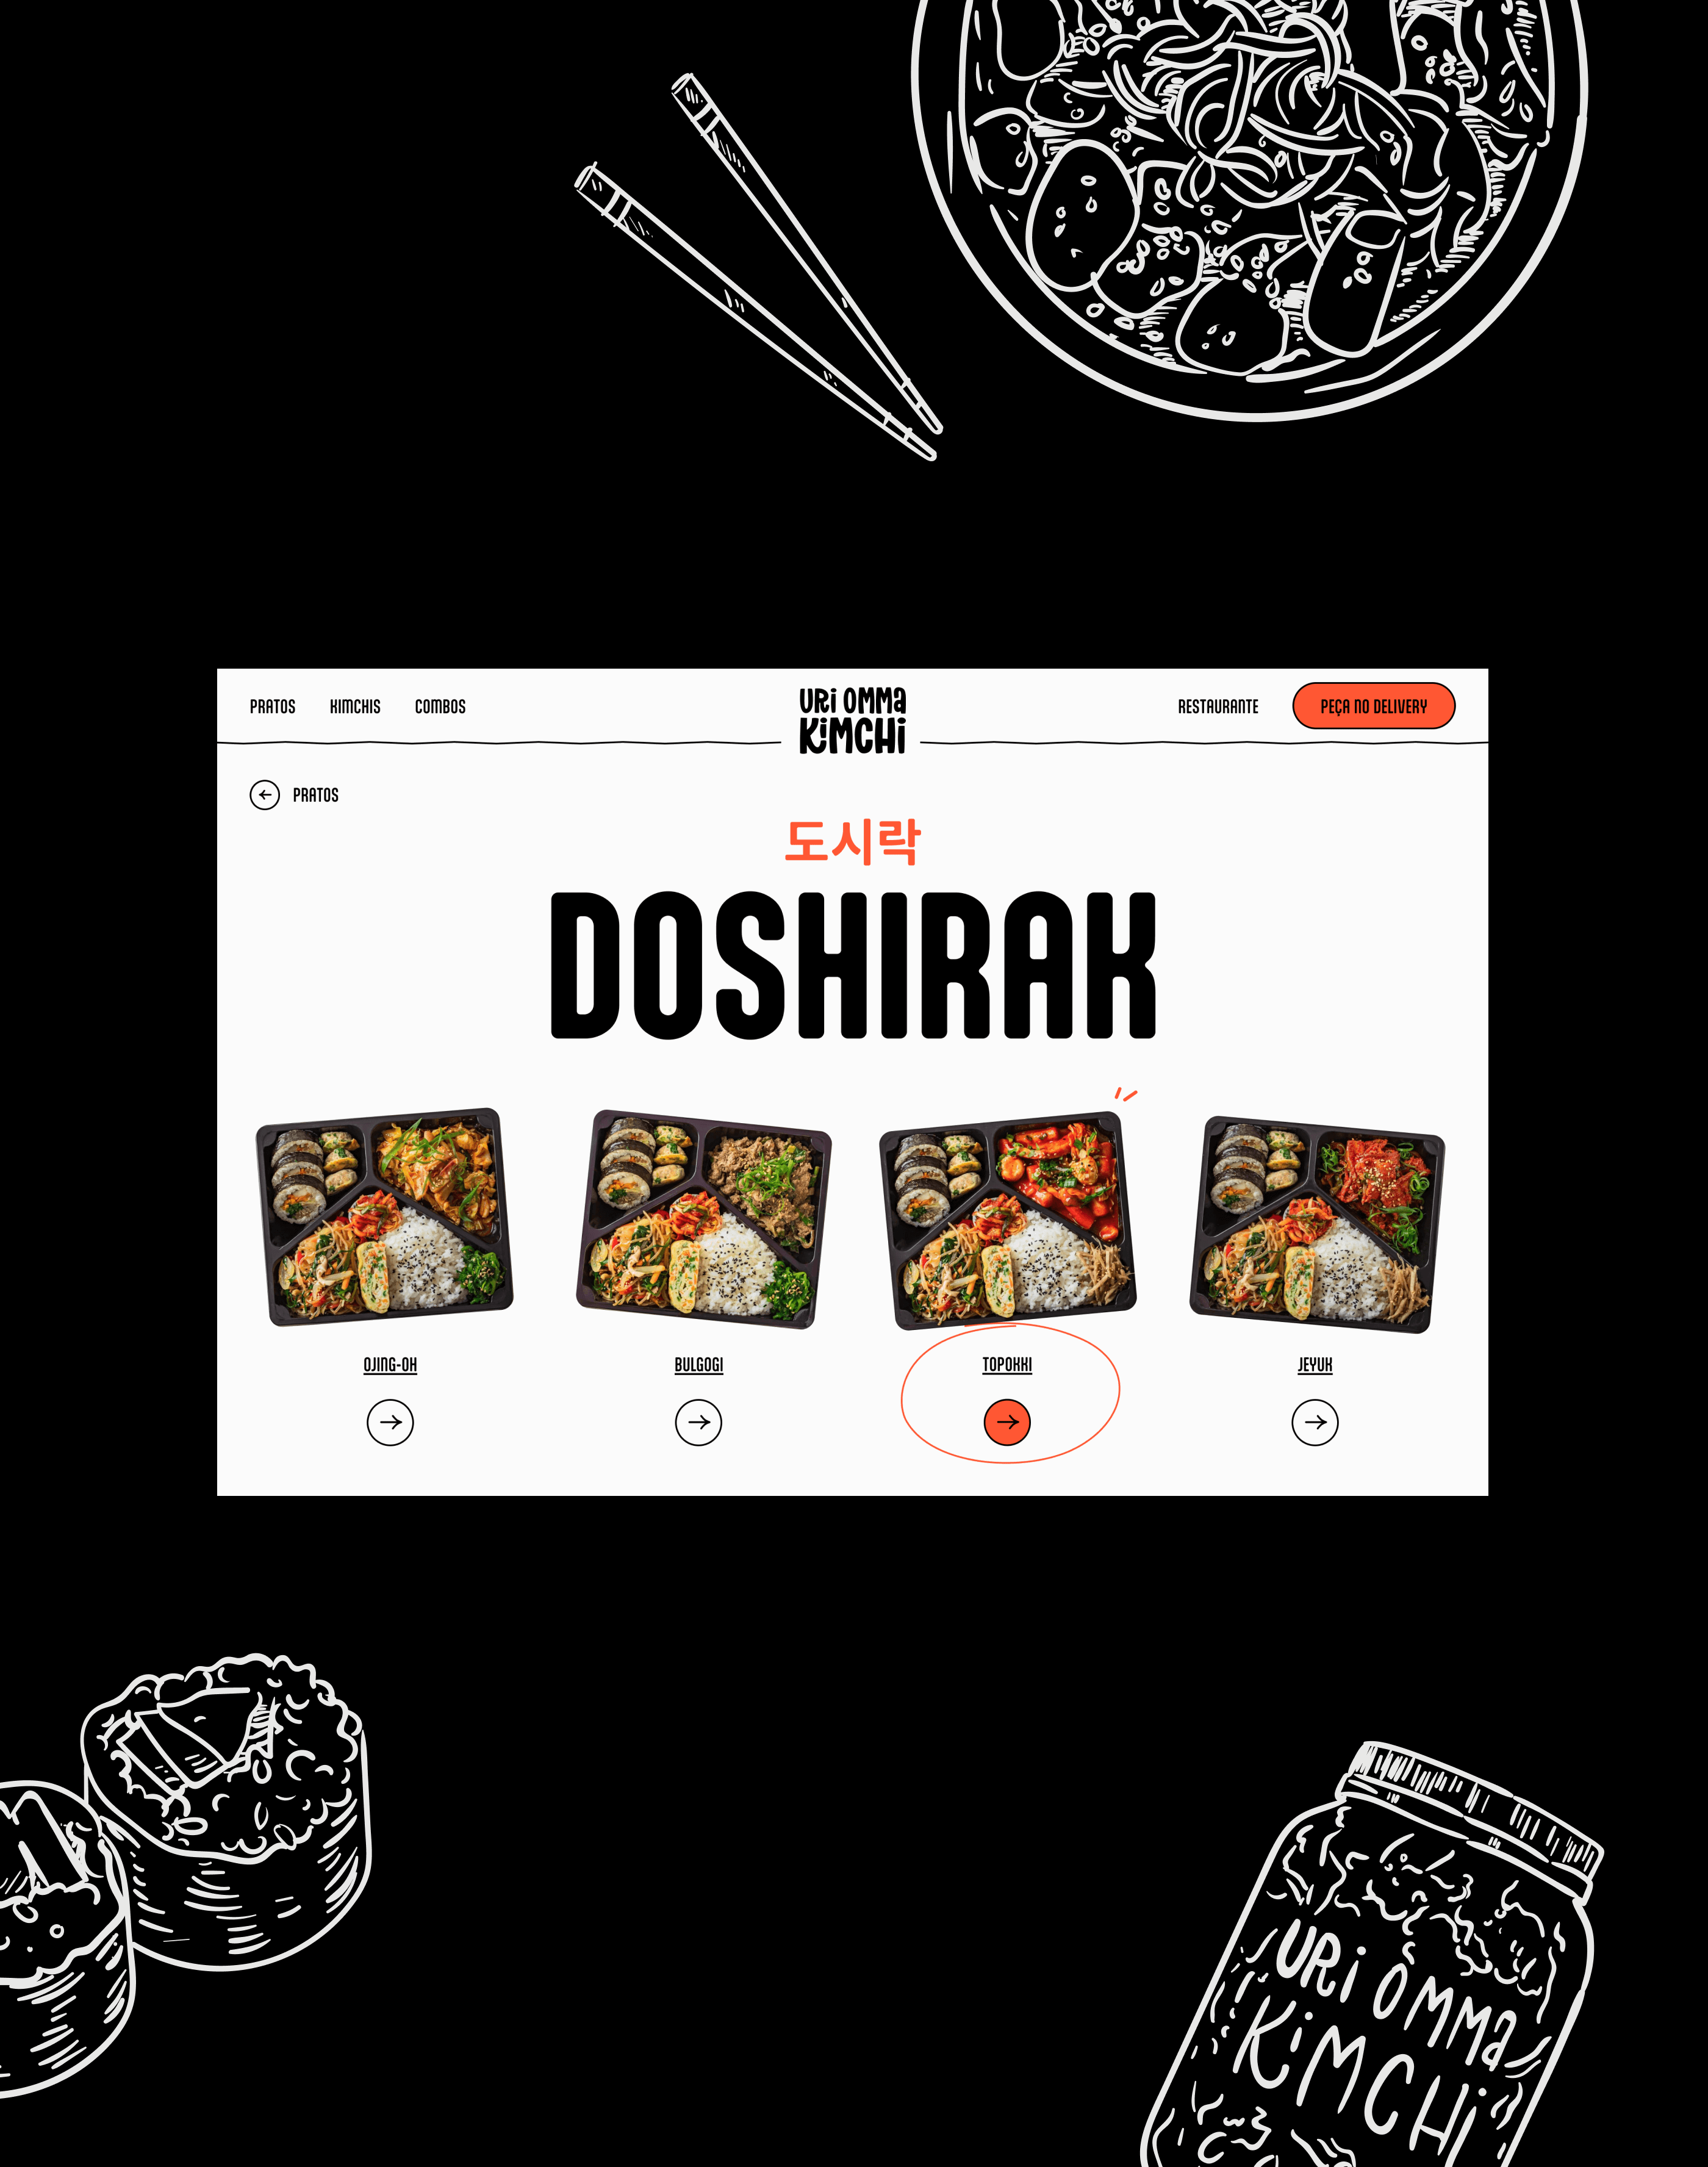 PRATOS KIMCHIS COMBOS
URi OMMa
KiMCHi
RESTAURANTE PEÇA NO DELIVERY
PRATOS
도시락
DOSHIRAK
OJING-OH BULGOGI TOPOKKI JEYUK
URi OMMa
KiMCHi